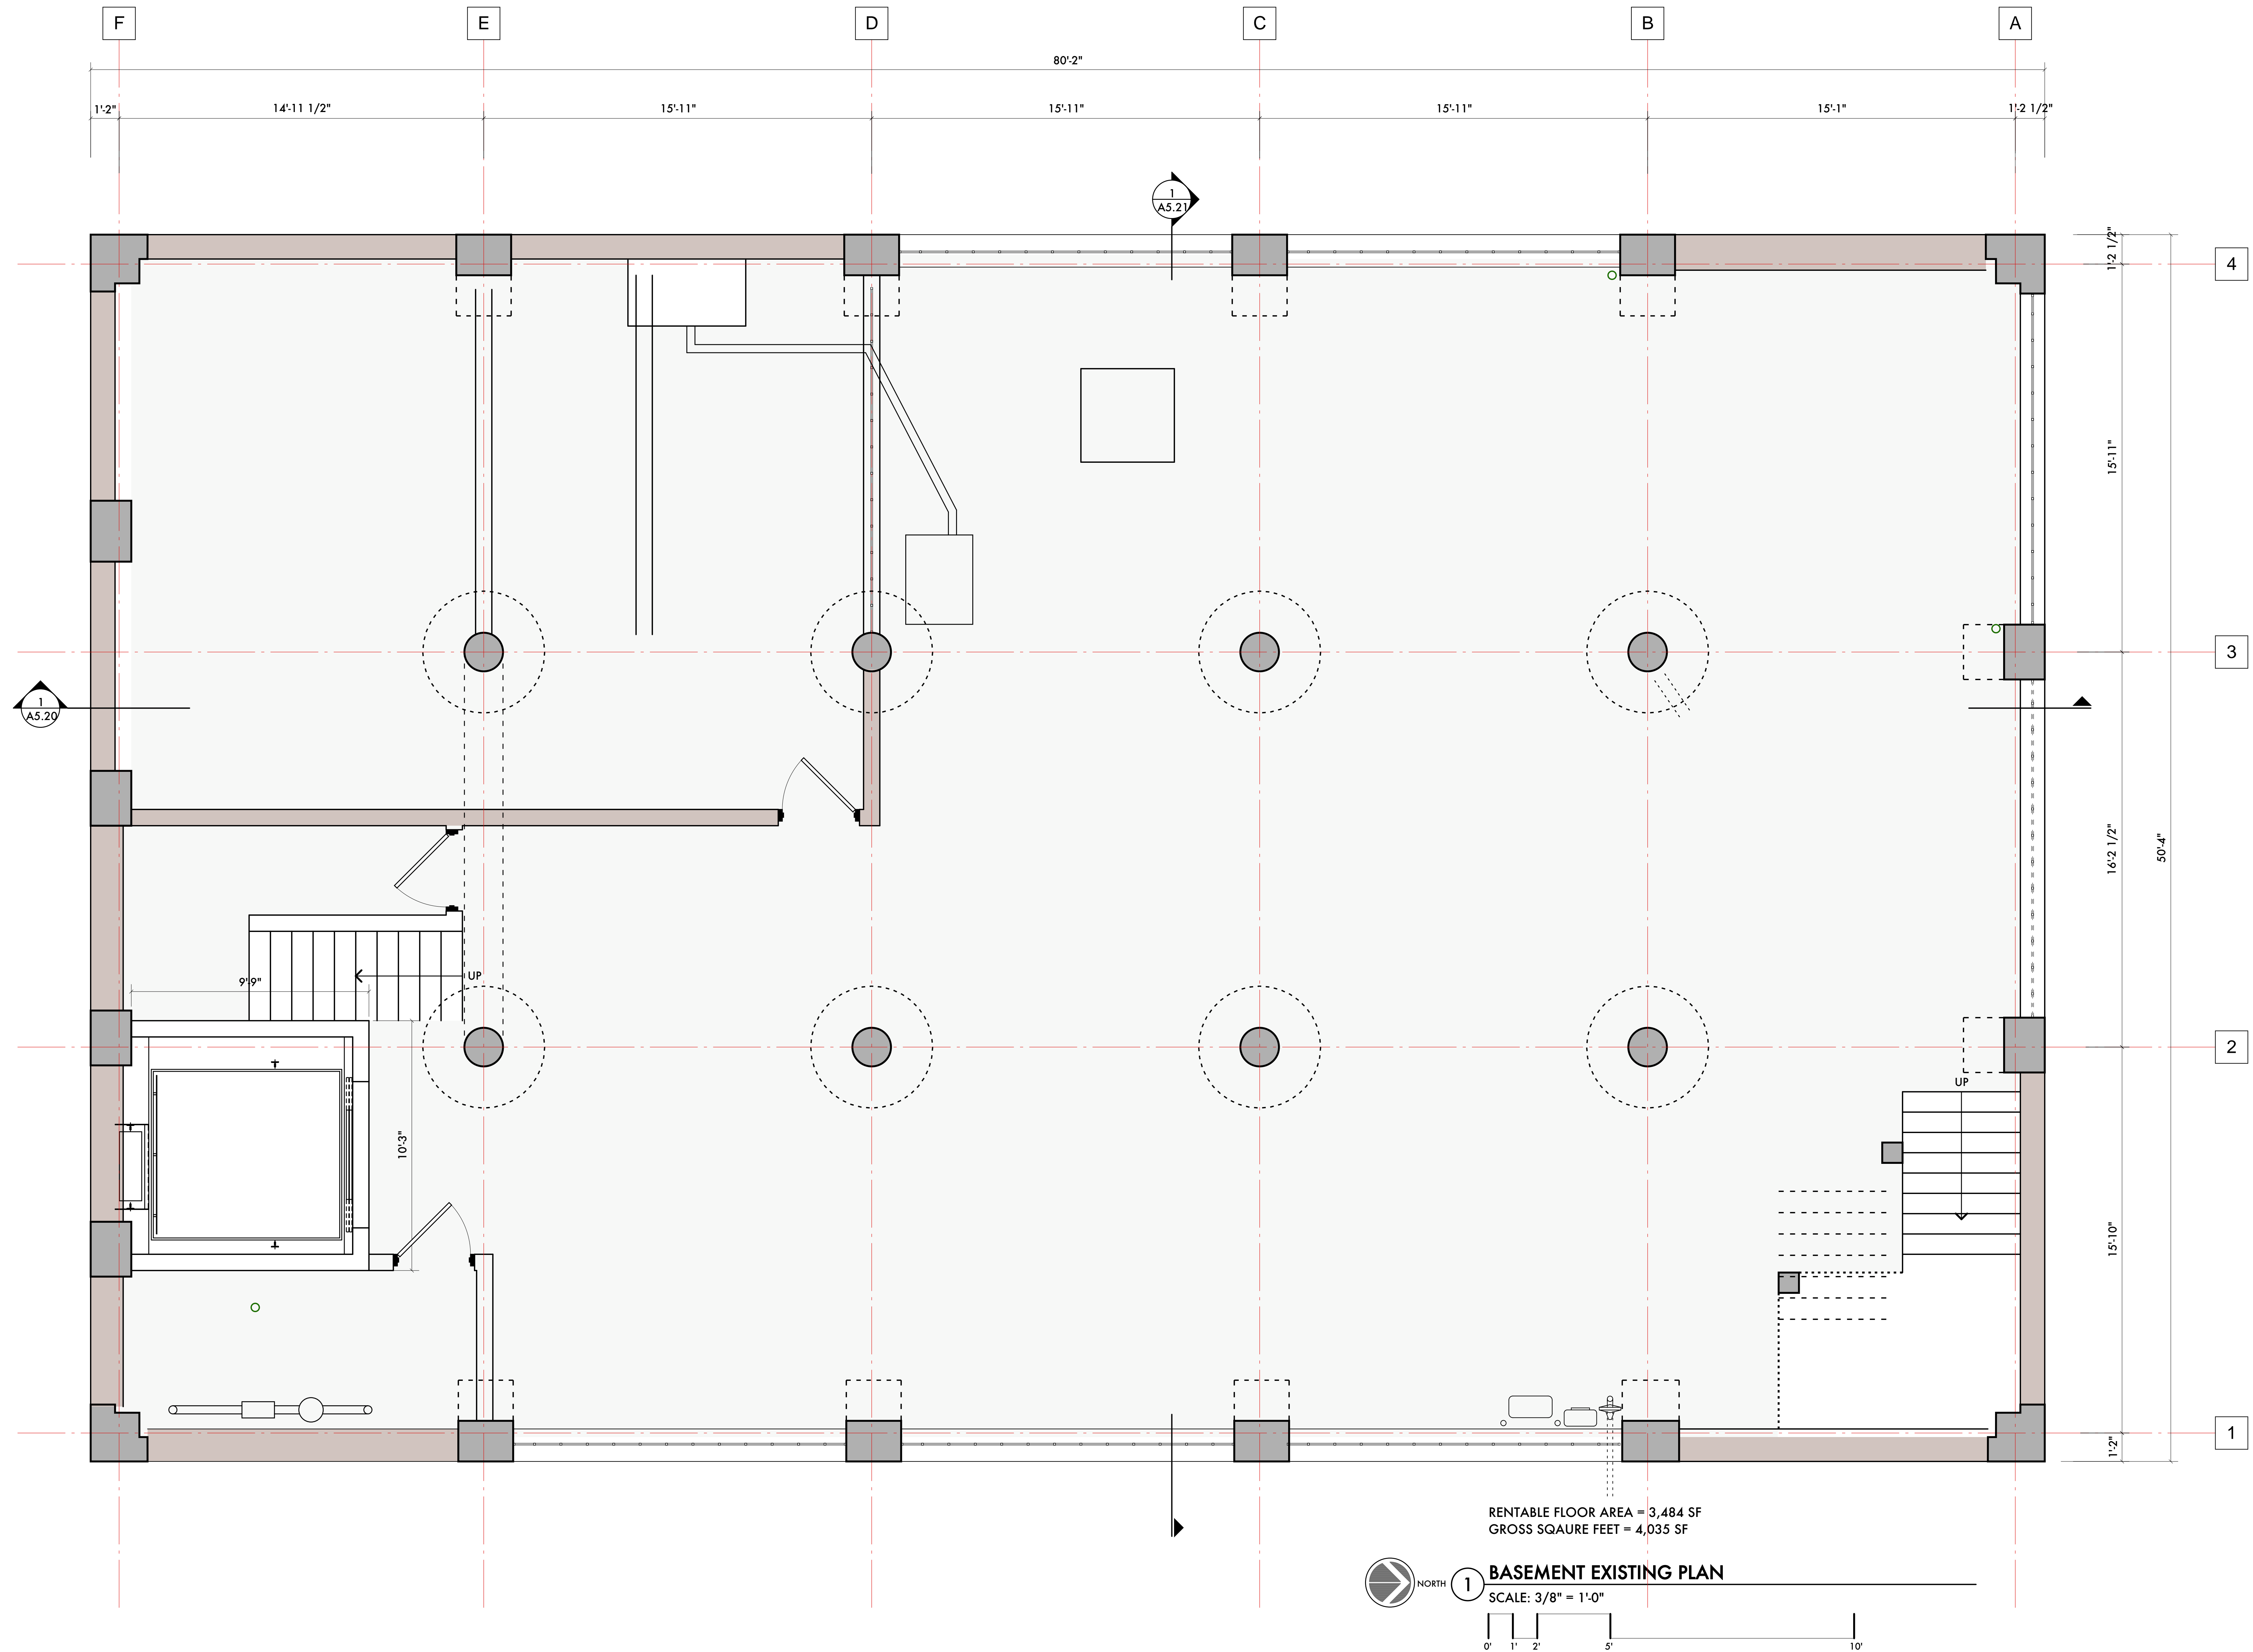 F E D C B A
80'-2"
1'-2" 14'-11 1/2" 15'-11" 15'-11" 15'-11" 15'-1" 1'-2 1/2"
1
A5.21
1'-2 1/2"
4
15'-11"
3
1
A5.20
16'-2 1/2"
50'-4"
UP
9'-9"
2
UP
10'-3"
15'-10"
1
1'-2"
RENTABLE FLOOR AREA = 3,484 SF
GROSS SQAURE FEET = 4,035 SF
NORTH 1 BASEMENT EXISTING PLAN
SCALE: 3/8" = 1'-0"
0' 1' 2' 5' 10'